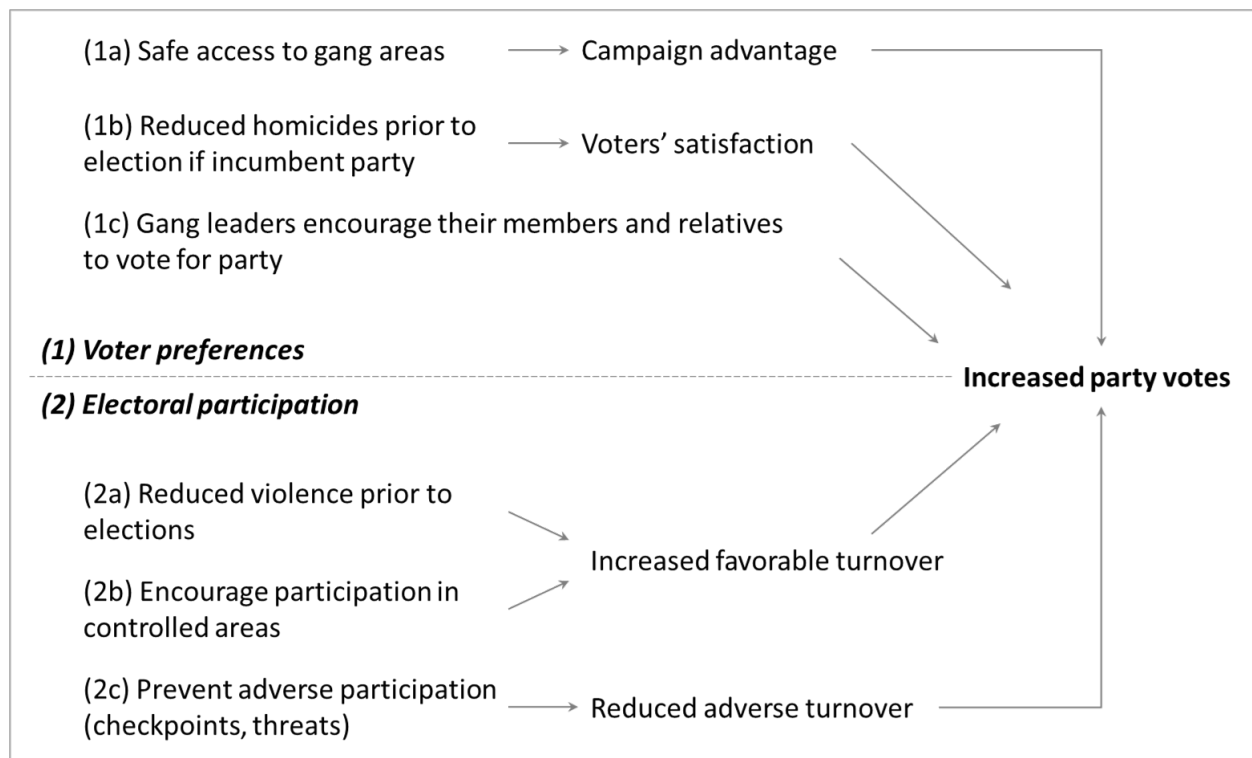 (1a) Safe access to gang areas
Campaign advantage
(1b) Reduced homicides prior to
election if incumbent party
Voters’ satisfaction
(1c) Gang leaders encourage their members and relatives
to vote for party
(1) Voter preferences
Increased party votes
(2) Electoral participation
(2a) Reduced violence prior to
elections
Increased favorable turnover
(2b) Encourage participation in
controlled areas
(2c) Prevent adverse participation
(checkpoints, threats)
Reduced adverse turnover